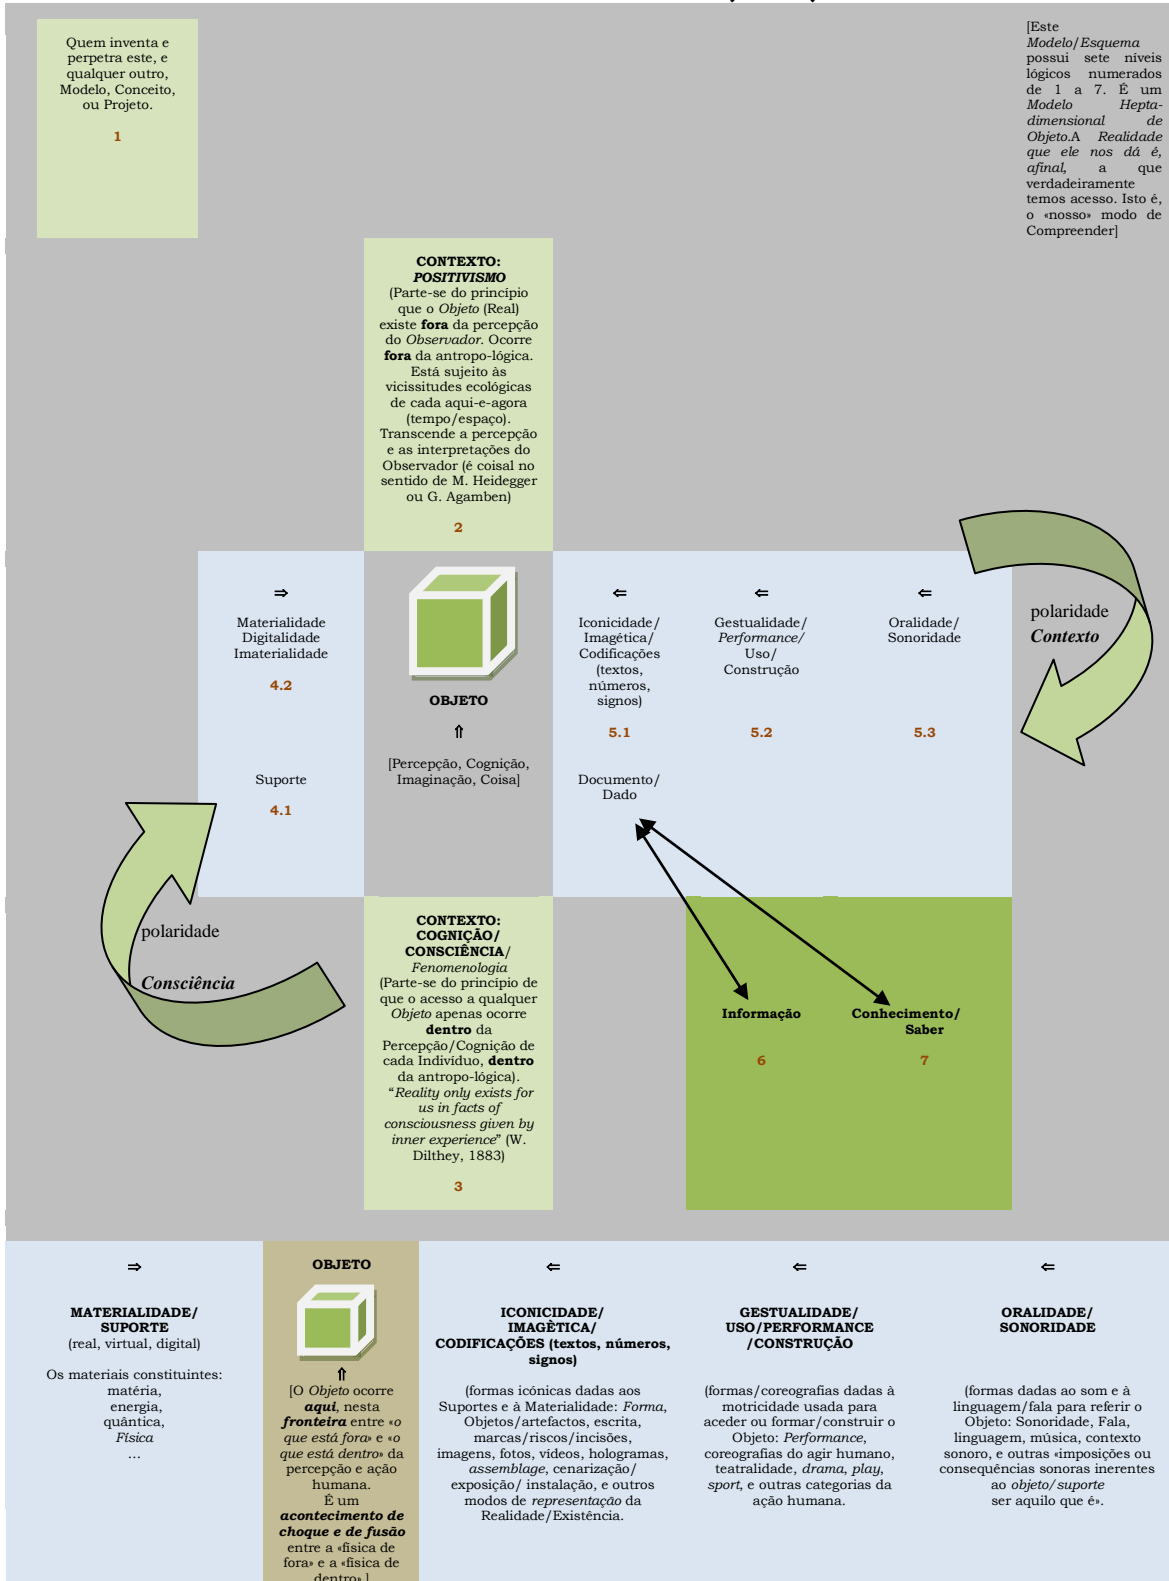 Quem inventa e
perpetra este, e
qualquer outro,
Modelo, Conceito,
ou Projeto.
1
[Este
Modelo/Esquema
possui sete níveis
lógicos numerados
de 1 a 7. É um
Modelo Hepta-
dimensional de
Objeto.A Realidade
que ele nos dá é,
afinal, a que
verdadeiramente
temos acesso. Isto é,
o «nosso» modo de
Compreender]
CONTEXTO:
POSITIVISMO
(Parte-se do princípio
que o Objeto (Real)
existe fora da percepção
do Observador. Ocorre
fora da antropo-lógica.
Está sujeito às
vicissitudes ecológicas
de cada aqui-e-agora
(tempo/espaço).
Transcende a percepção
e as interpretações do
Observador (é coisal no
sentido de M. Heidegger
ou G. Agamben)
2
⇒
Materialidade
Digitalidade
Imaterialidade
4.2
Suporte
4.1
OBJETO
⇑
[Percepção, Cognição,
Imaginação, Coisa]
⇐
Iconicidade/
Imagética/
Codificações
(textos,
números,
signos)
5.1
Documento/
Dado
⇐
Gestualidade/
Performance/
Uso/
Construção
5.2
⇐
Oralidade/
Sonoridade
5.3
polaridade
Contexto
polaridade
Consciência
CONTEXTO:
COGNIÇÃO/
CONSCIÊNCIA/
Fenomenologia
(Parte-se do princípio de
que o acesso a qualquer
Objeto apenas ocorre
dentro da
Percepção/Cognição de
cada Indivíduo, dentro
da antropo-lógica).
“Reality only exists for
us in facts of
consciousness given by
inner experience” (W.
Dilthey, 1883)
3
Informação
6
Conhecimento/
Saber
7
⇒
MATERIALIDADE/
SUPORTE
(real, virtual, digital)
Os materiais constituintes:
matéria,
energia,
quântica,
Física
…
OBJETO
⇑
[O Objeto ocorre
aqui, nesta
fronteira entre «o
que está fora» e «o
que está dentro» da
percepção e ação
humana.
É um
acontecimento de
choque e de fusão
entre a «física de
fora» e a «física de
dentro».]
⇐
ICONICIDADE/
IMAGÈTICA/
CODIFICAÇÕES (textos, números,
signos)
(formas icónicas dadas aos
Suportes e à Materialidade: Forma,
Objetos/artefactos, escrita,
marcas/riscos/incisões,
imagens, fotos, vídeos, hologramas,
assemblage, cenarização/
exposição/ instalação, e outros
modos de representação da
Realidade/Existência.
⇐
GESTUALIDADE/
USO/PERFORMANCE
/CONSTRUÇÃO
(formas/coreografias dadas à
motricidade usada para
aceder ou formar/construir o
Objeto: Performance,
coreografias do agir humano,
teatralidade, drama, play,
sport, e outras categorias da
ação humana.
⇐
ORALIDADE/
SONORIDADE
(formas dadas ao som e à
linguagem/fala para referir o
Objeto: Sonoridade, Fala,
linguagem, música, contexto
sonoro, e outras «imposições ou
consequências sonoras inerentes
ao objeto/suporte
ser aquilo que é».